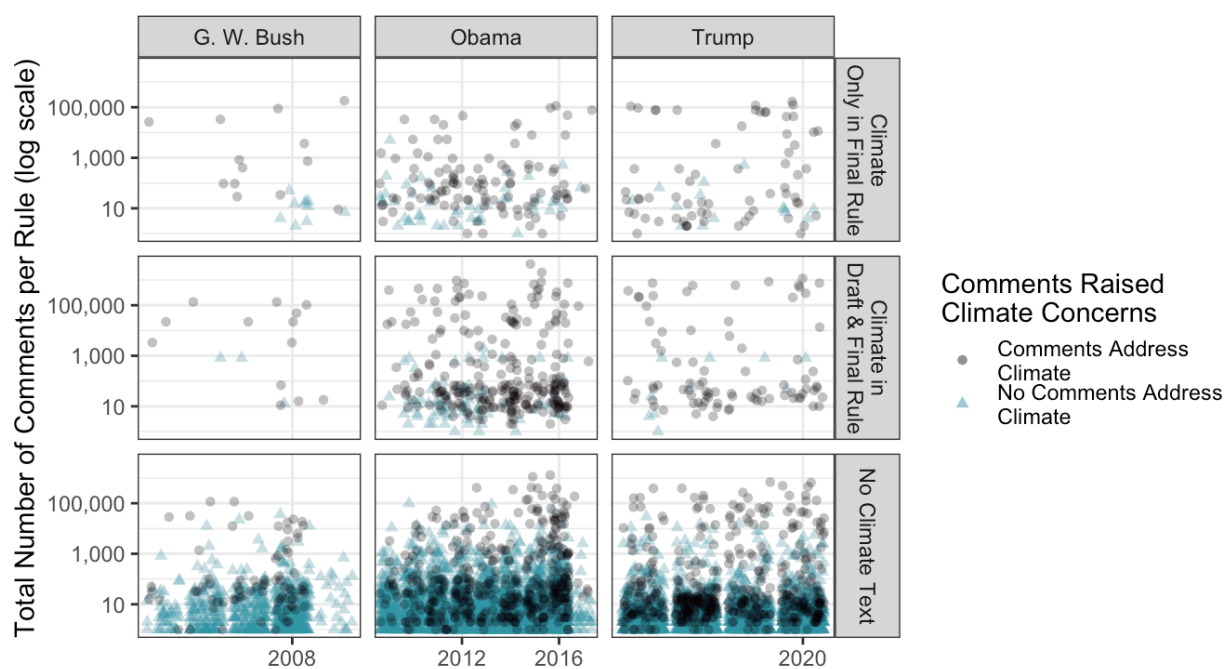 G. W. Bush
Obama
Trump
Total Number of Comments per Rule (log scale)
100,000
1,000
10
Climate
Only in Final Rule
100,000
1,000
10
Climate in
Draft & Final Rule
100,000
1,000
10
No Climate Text
2008
2012
2016
2020
Comments Raised
Climate Concerns
Comments Address
Climate
No Comments Address
Climate